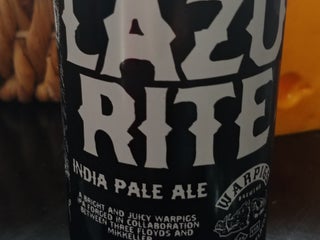 LAZU
RITE
INDIA PALE ALE
A BRIGHT AND JUICY WARPIGS
IPA FORGED IN COLLABORATION
BETWEEN THREE FLOYDS AND
MIKKELLER
WARPIGS